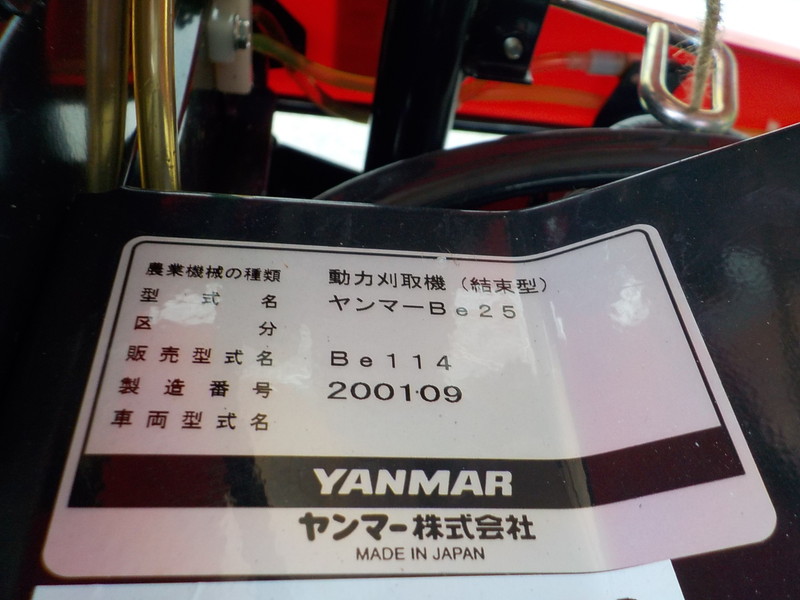 農業機械の種類 動力刈取機（結束型）
型式名 ヤンマーＢｅ２５
区分
販売型式名 Ｂｅ１１４
製造番号 200109
車両型式名
YANMAR
ヤンマー株式会社
MADE IN JAPAN